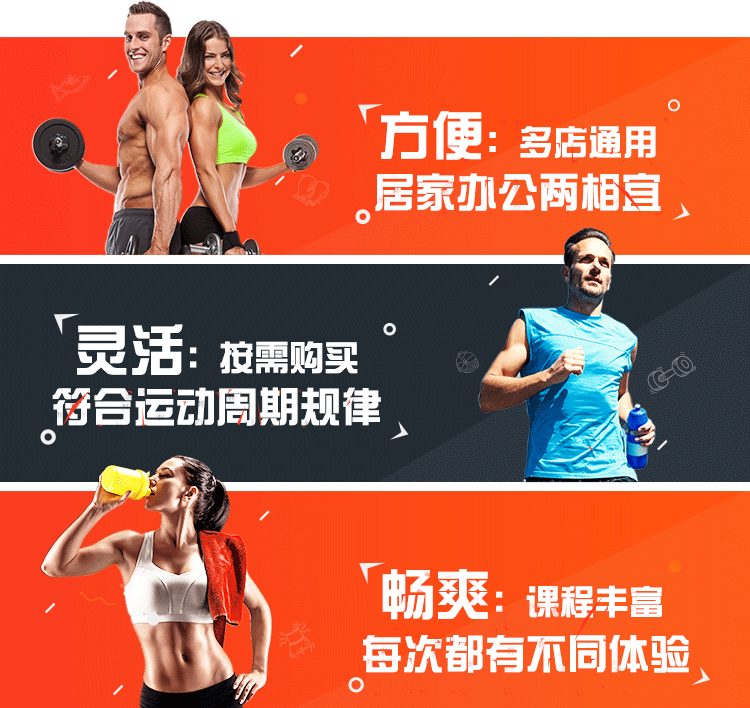 方便：多店通用
居家办公两相宜
灵活：按需购买
符合运动周期规律
畅爽：课程丰富
每次都有不同体验